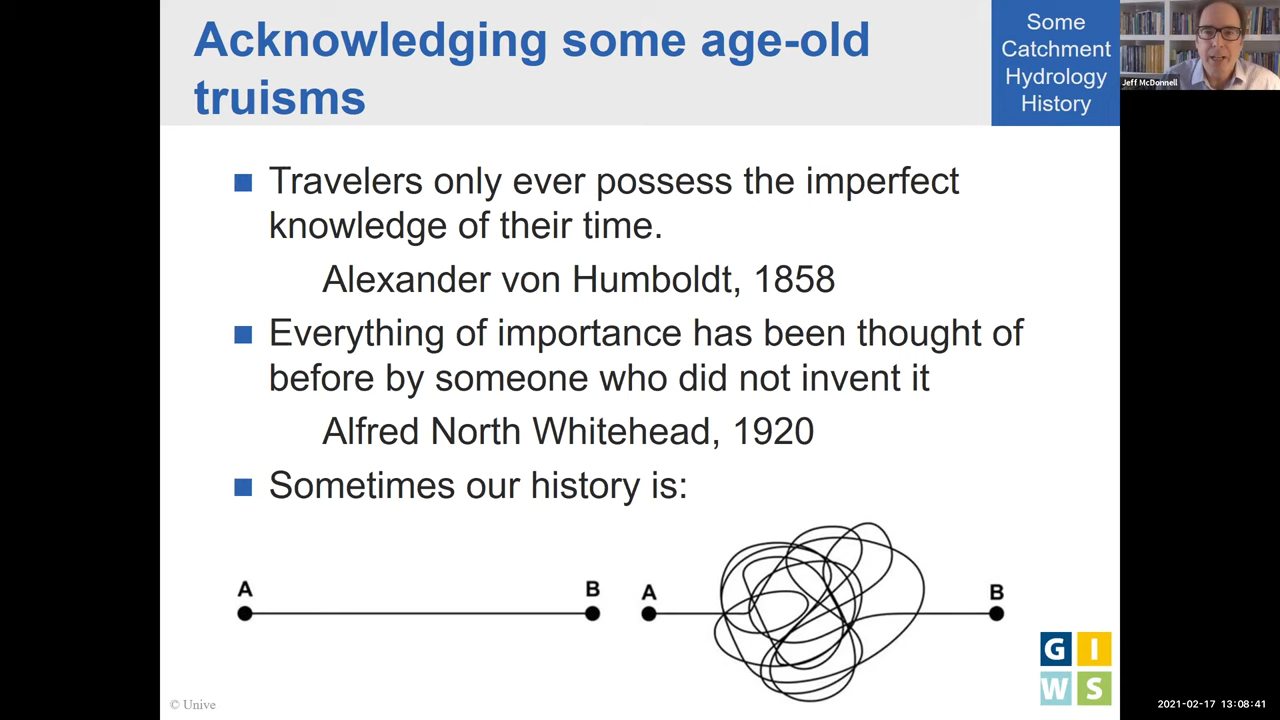 Acknowledging some age-old
truisms
Some
Catchment
Hydrology
History
Jeff McDonnell
Travelers only ever possess the imperfect
knowledge of their time.
Alexander von Humboldt, 1858
Everything of importance has been thought of
before by someone who did not invent it
Alfred North Whitehead, 1920
Sometimes our history is:
A B A B
G I
W S
© Unive
2021-02-17 13:08:41